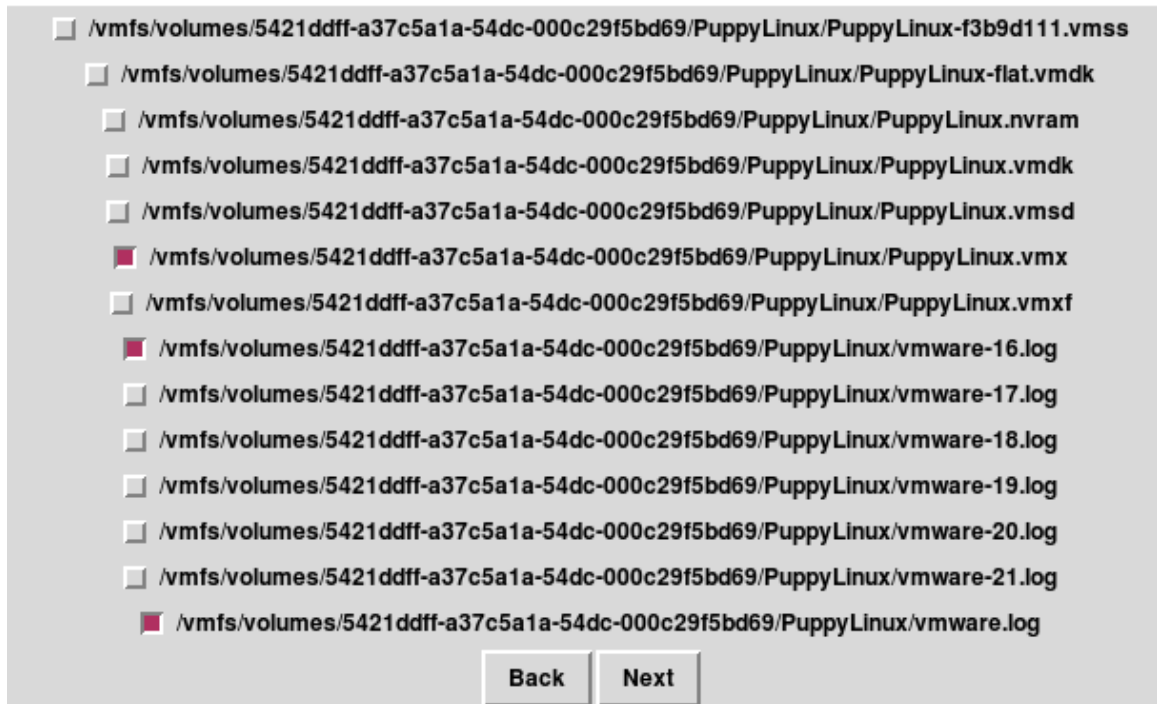 /vmfs/volumes/5421ddff-a37c5a1a-54dc-000c29f5bd69/PuppyLinux/PuppyLinux-f3b9d111.vmss
/vmfs/volumes/5421ddff-a37c5a1a-54dc-000c29f5bd69/PuppyLinux/PuppyLinux-flat.vmdk
/vmfs/volumes/5421ddff-a37c5a1a-54dc-000c29f5bd69/PuppyLinux/PuppyLinux.nvram
/vmfs/volumes/5421ddff-a37c5a1a-54dc-000c29f5bd69/PuppyLinux/PuppyLinux.vmdk
/vmfs/volumes/5421ddff-a37c5a1a-54dc-000c29f5bd69/PuppyLinux/PuppyLinux.vmsd
/vmfs/volumes/5421ddff-a37c5a1a-54dc-000c29f5bd69/PuppyLinux/PuppyLinux.vmx
/vmfs/volumes/5421ddff-a37c5a1a-54dc-000c29f5bd69/PuppyLinux/PuppyLinux.vmxf
/vmfs/volumes/5421ddff-a37c5a1a-54dc-000c29f5bd69/PuppyLinux/vmware-16.log
/vmfs/volumes/5421ddff-a37c5a1a-54dc-000c29f5bd69/PuppyLinux/vmware-17.log
/vmfs/volumes/5421ddff-a37c5a1a-54dc-000c29f5bd69/PuppyLinux/vmware-18.log
/vmfs/volumes/5421ddff-a37c5a1a-54dc-000c29f5bd69/PuppyLinux/vmware-19.log
/vmfs/volumes/5421ddff-a37c5a1a-54dc-000c29f5bd69/PuppyLinux/vmware-20.log
/vmfs/volumes/5421ddff-a37c5a1a-54dc-000c29f5bd69/PuppyLinux/vmware-21.log
/vmfs/volumes/5421ddff-a37c5a1a-54dc-000c29f5bd69/PuppyLinux/vmware.log
Back Next